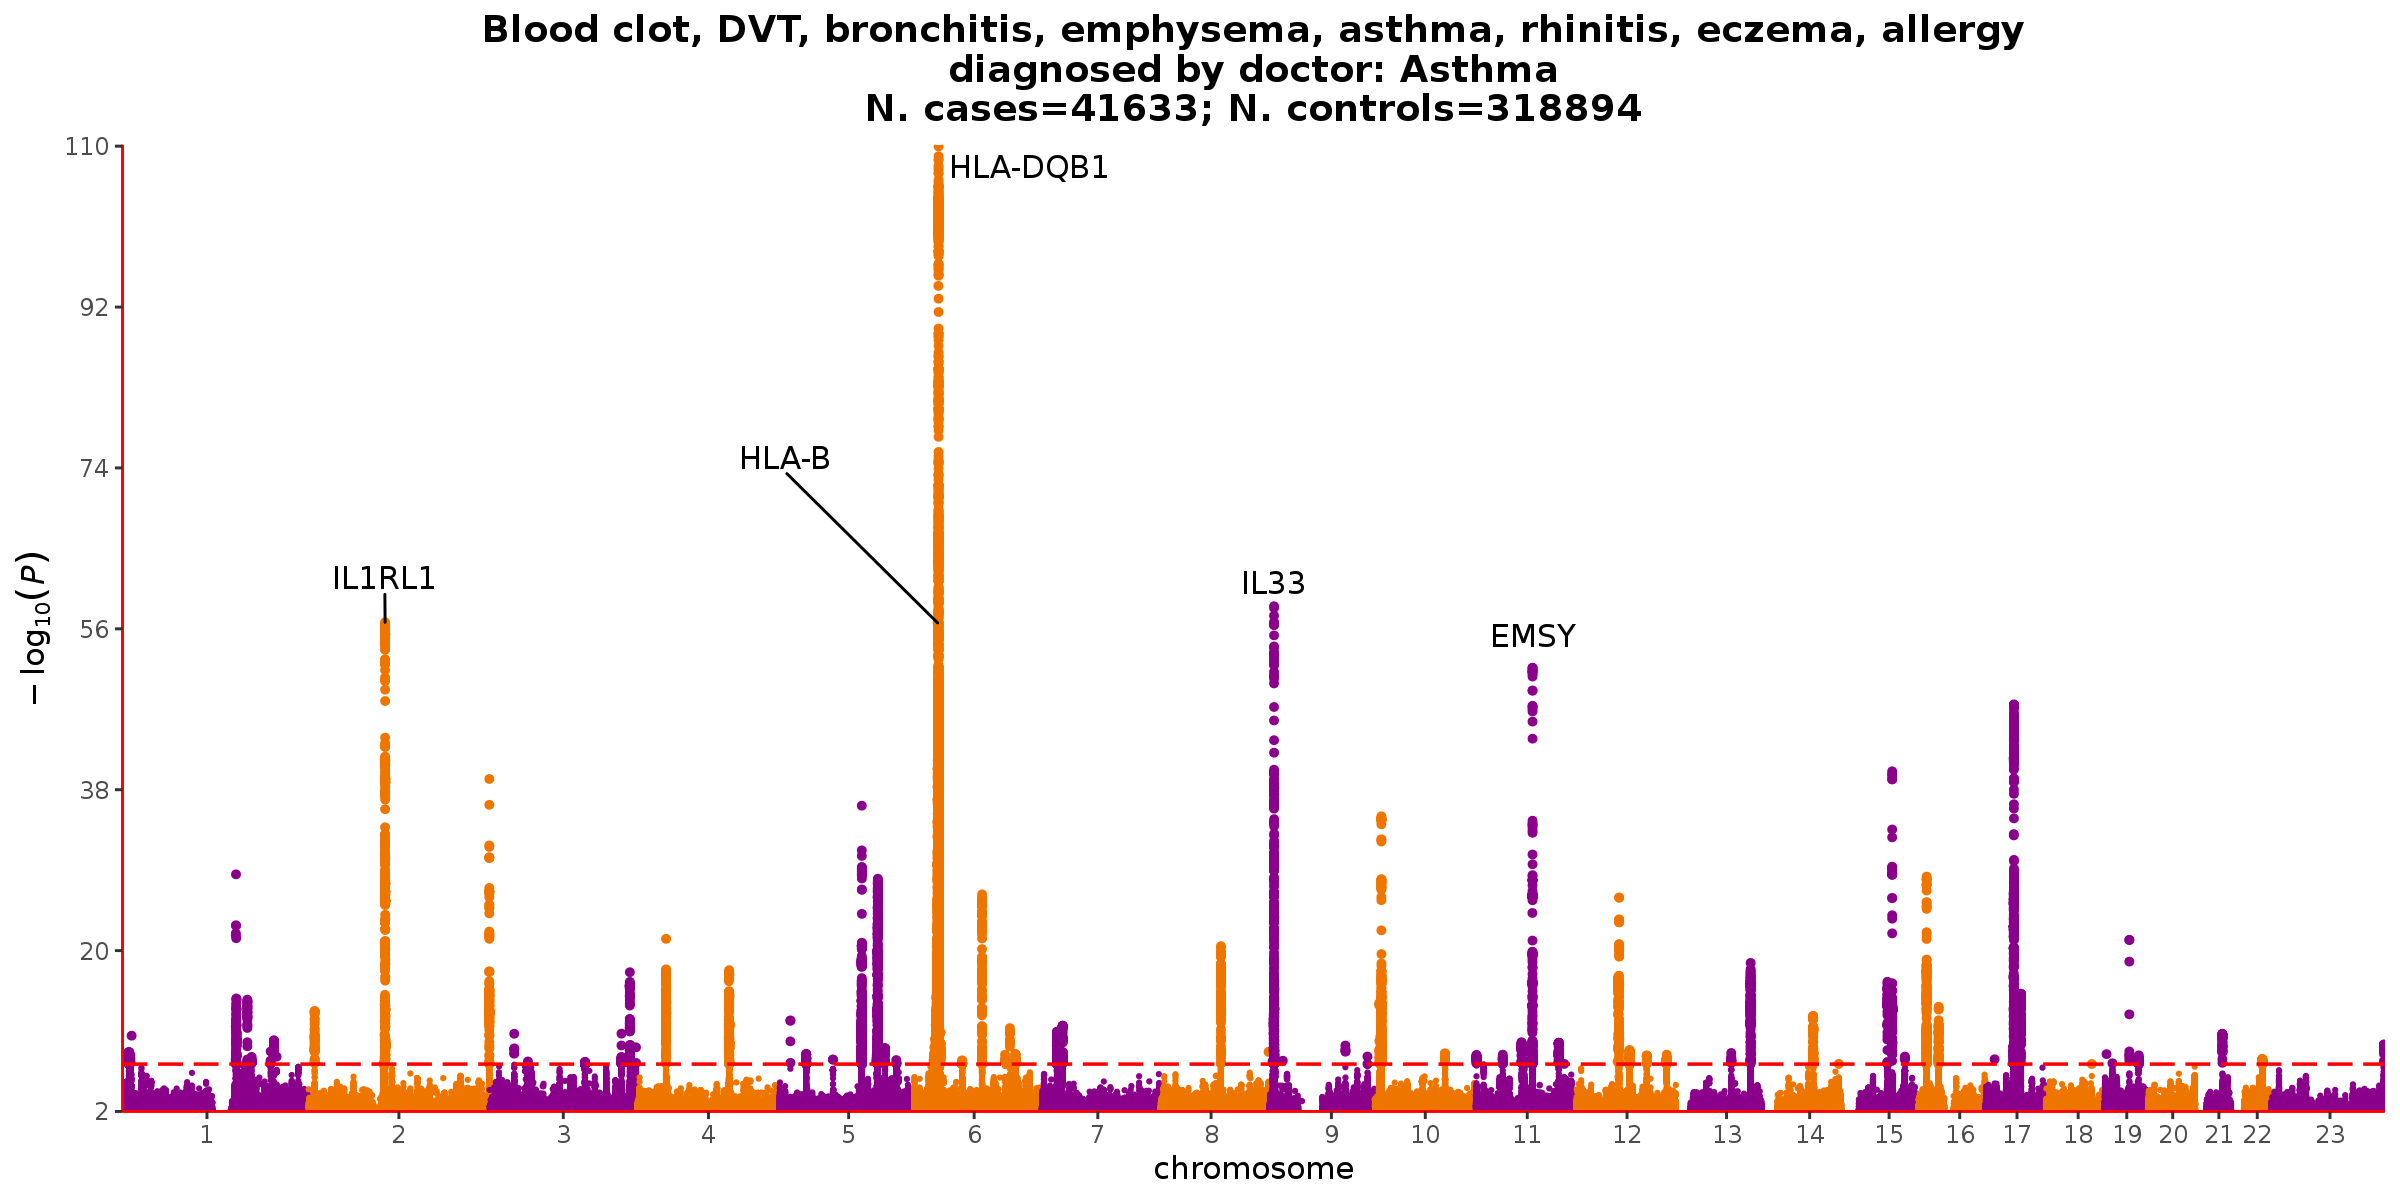 Blood clot, DVT, bronchitis, emphysema, asthma, rhinitis, eczema, allergy
diagnosed by doctor: Asthma
N. cases=41633; N. controls=318894
110
HLA-DQB1
92
74
HLA-B
IL1RL1
IL33
56
EMSY
−log10(P)
38
20
2
1 2 3 4 5 6 7 8 9 10 11 12 13 14 15 16 17 18 19 20 21 22 23
chromosome